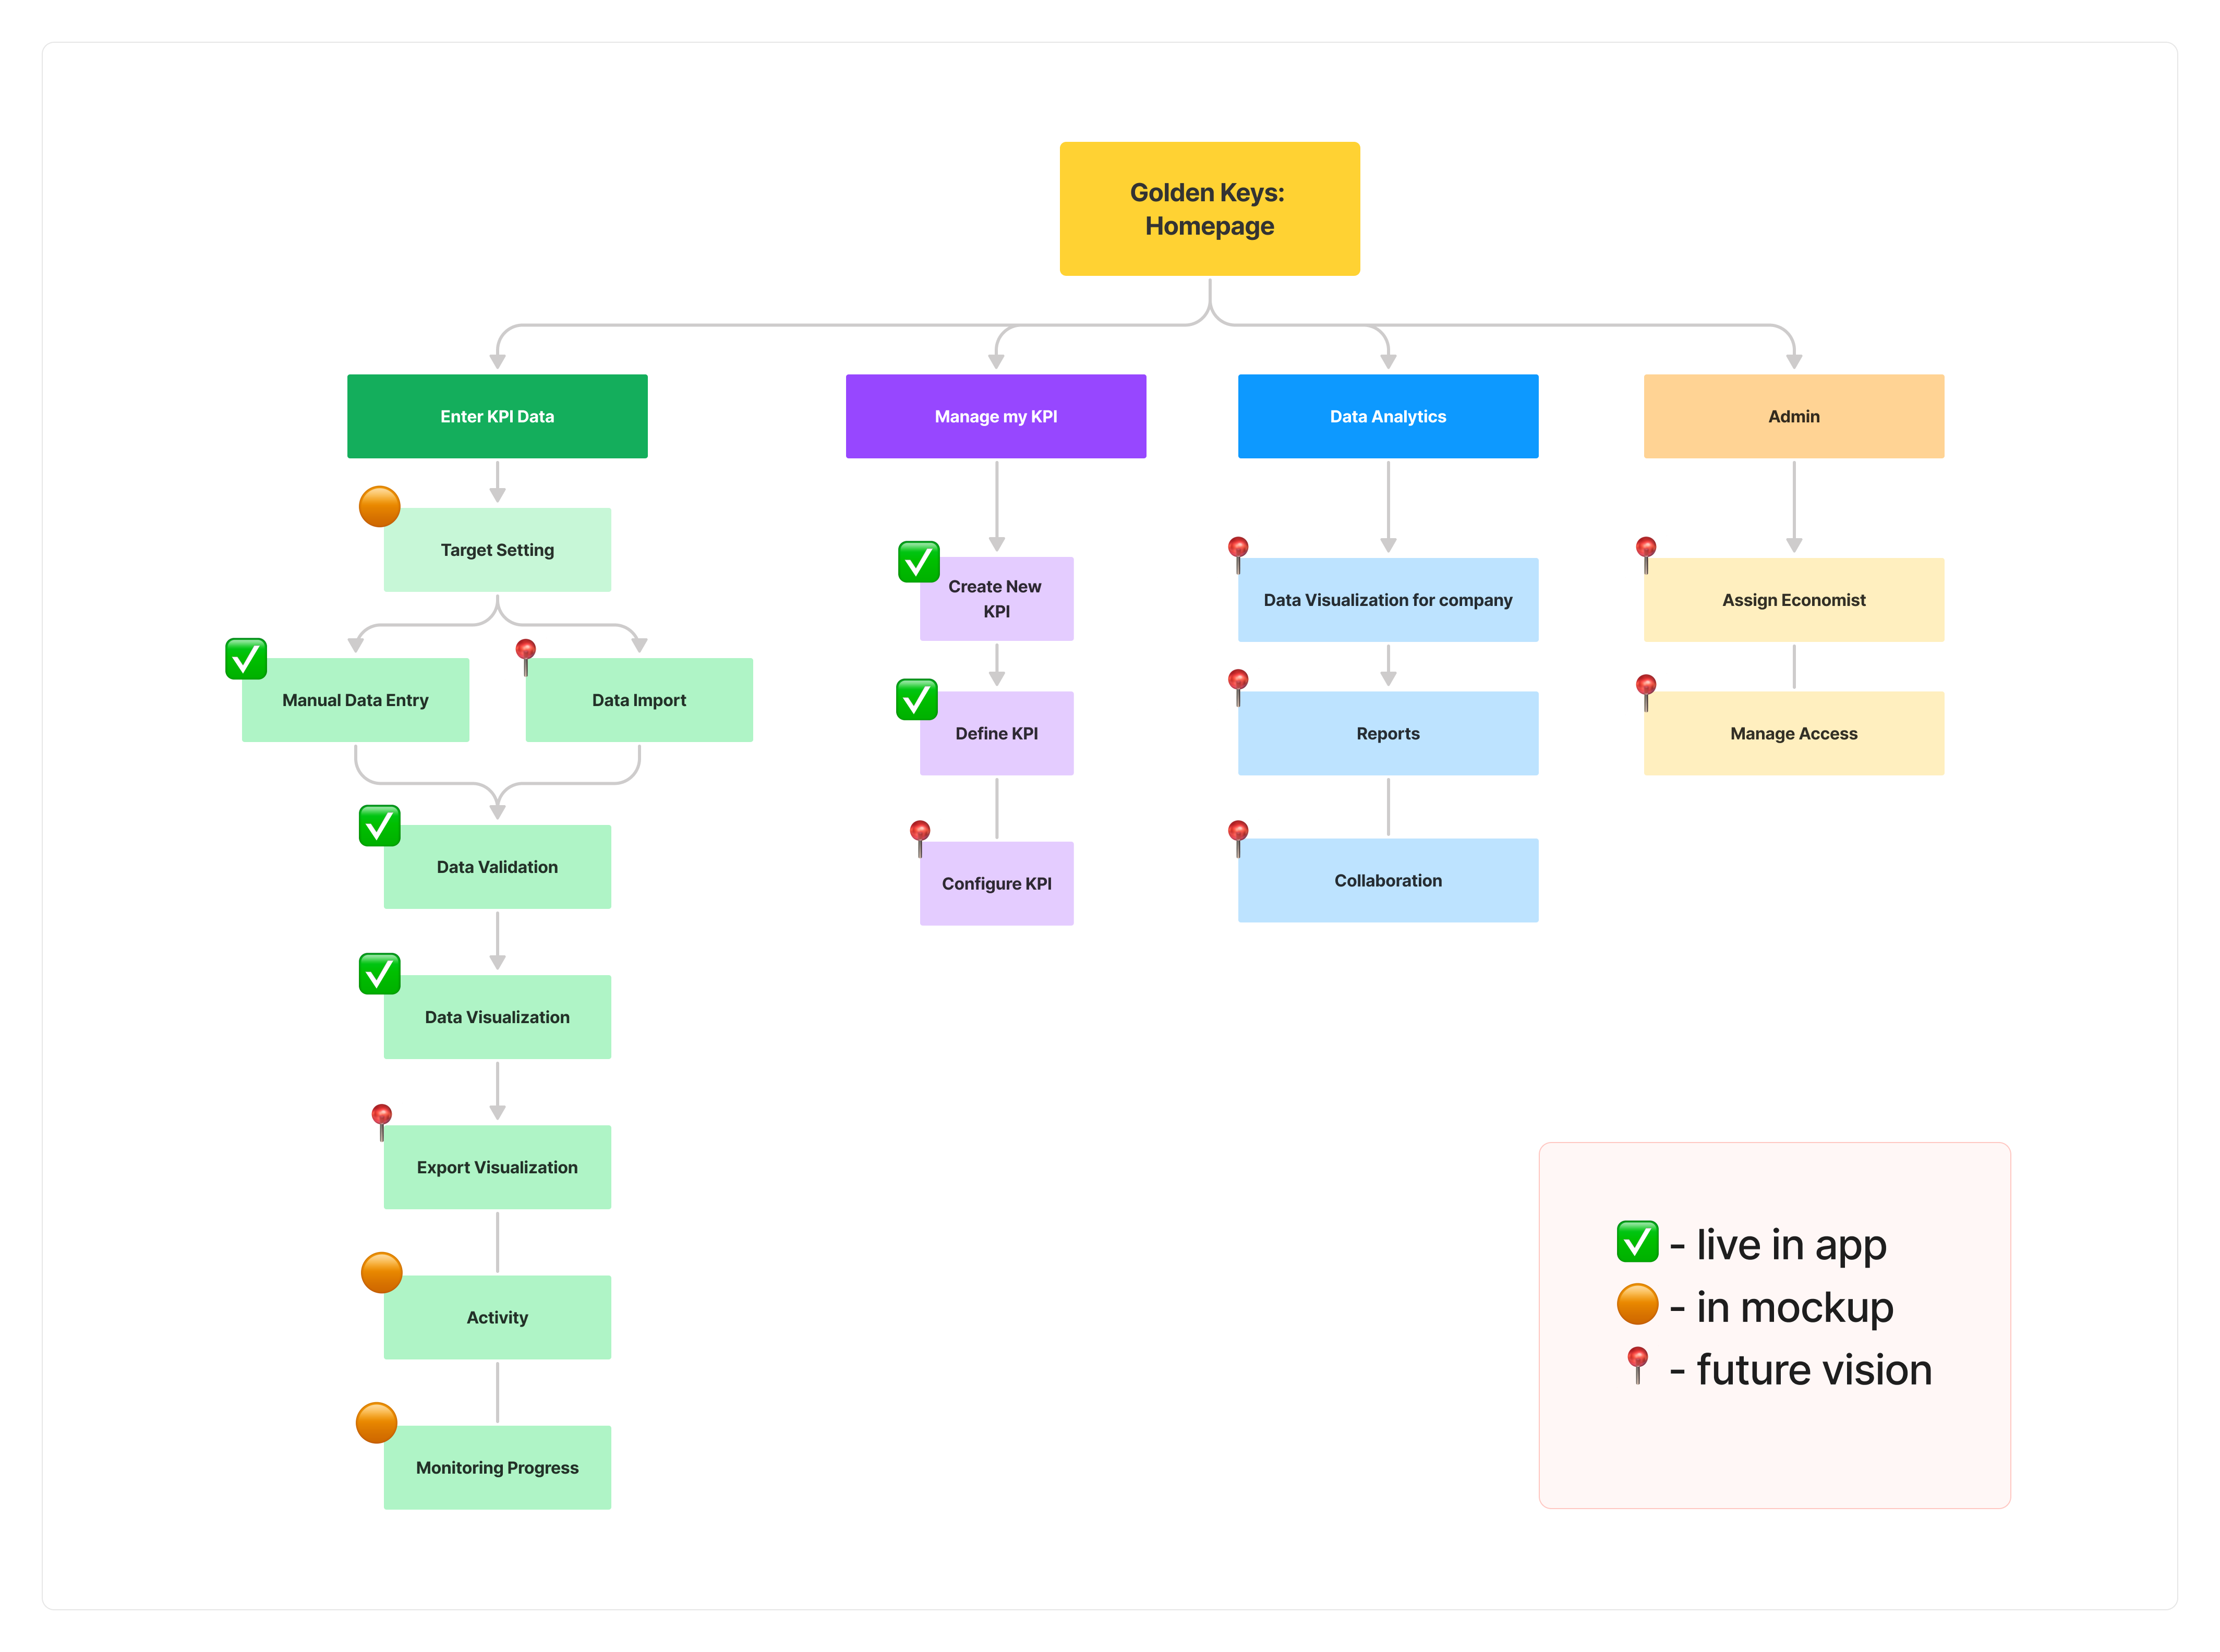 Golden Keys:
Homepage
Enter KPI Data
Manage my KPI
Data Analytics
Admin
Target Setting
Create New
KPI
Data Visualization for company
Assign Economist
Manual Data Entry
Data Import
Define KPI
Reports
Manage Access
Data Validation
Configure KPI
Collaboration
Data Visualization
Export Visualization
Activity
Monitoring Progress
✅ - live in app
🟠 - in mockup
📍 - future vision